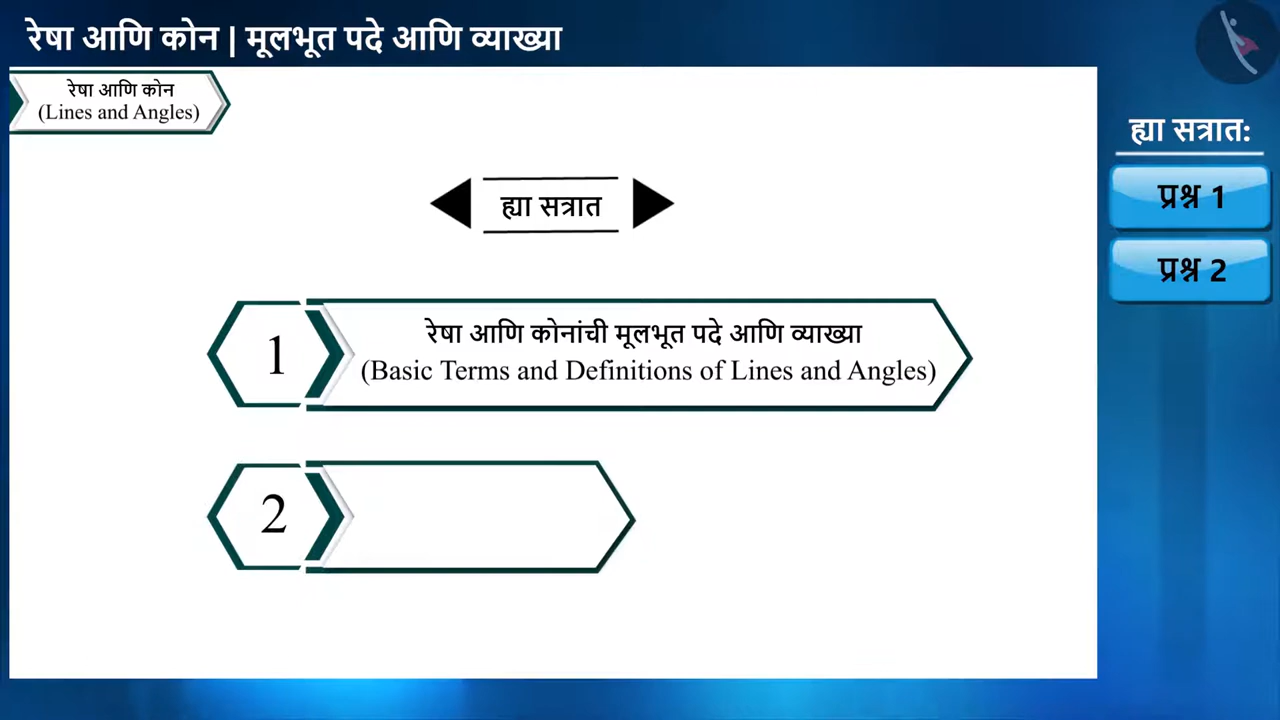 रेषा आणि कोन | मूलभूत पदे आणि व्याख्या
रेषा आणि कोन
(Lines and Angles)
ह्या सत्रात
1
रेषा आणि कोनांची मूलभूत पदे आणि व्याख्या
(Basic Terms and Definitions of Lines and Angles)
2
ह्या सत्रात:
प्रश्न 1
प्रश्न 2